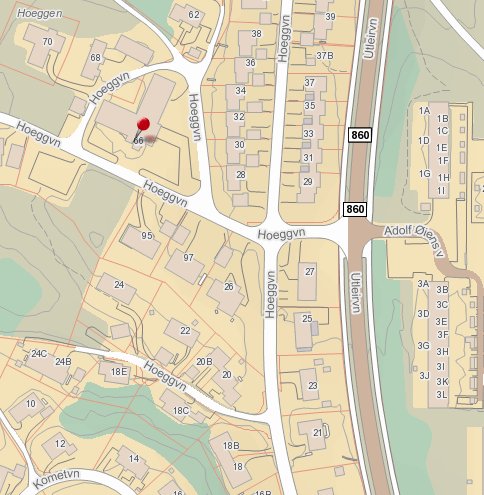 Hoeggen
62
39
38
Hoeggvn
Utleirvn
70
68
36
37B
Hoeggvn
34
37
35
Hoeggvn
32
33
1A
1B
1C
Hoeggvn
66
30
860
1D
1E
31
1F
28
29
1G
1H
1I
Hoeggvn
860
95
Hoeggvn
Adolf Øiens v
97
27
24
26
Hoeggvn
Utleirvn
3A
3B
3C
25
3D
3E
22
3F
3G
3H
24C
24B
20B
3I
18E
Hoeggvn
20
3J
3K
23
3L
10
18C
21
12
18B
14
18
Kometvn
16
16B